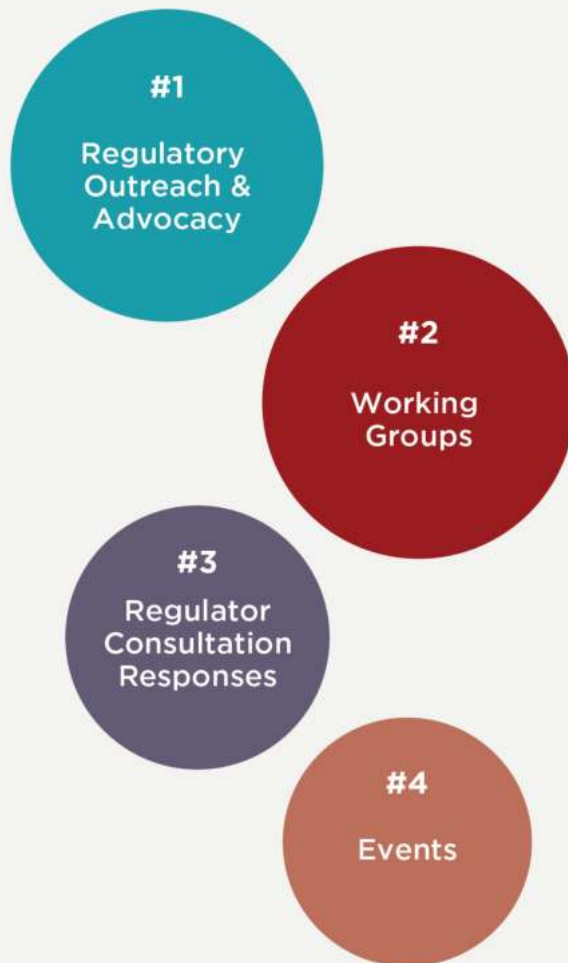 #1
Regulatory
Outreach &
Advocacy
#2
Working
Groups
#3
Regulator
Consultation
Responses
#4
Events